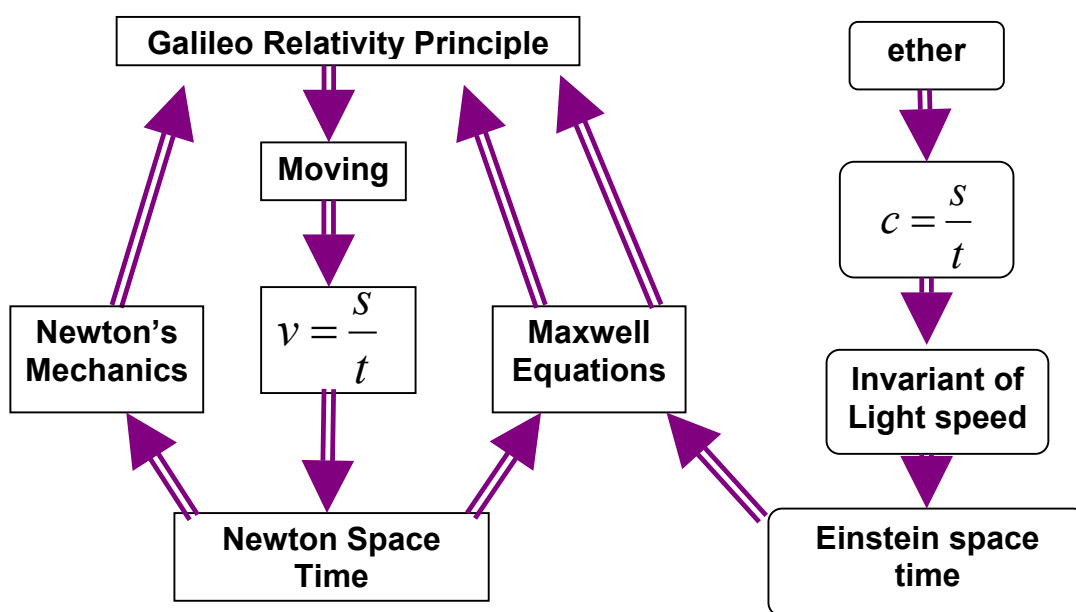 Galileo Relativity Principle
ether
Moving
c = s/t
Newton's
Mechanics
v = s/t
Maxwell
Equations
Invariant of
Light speed
Newton Space
Time
Einstein space
time